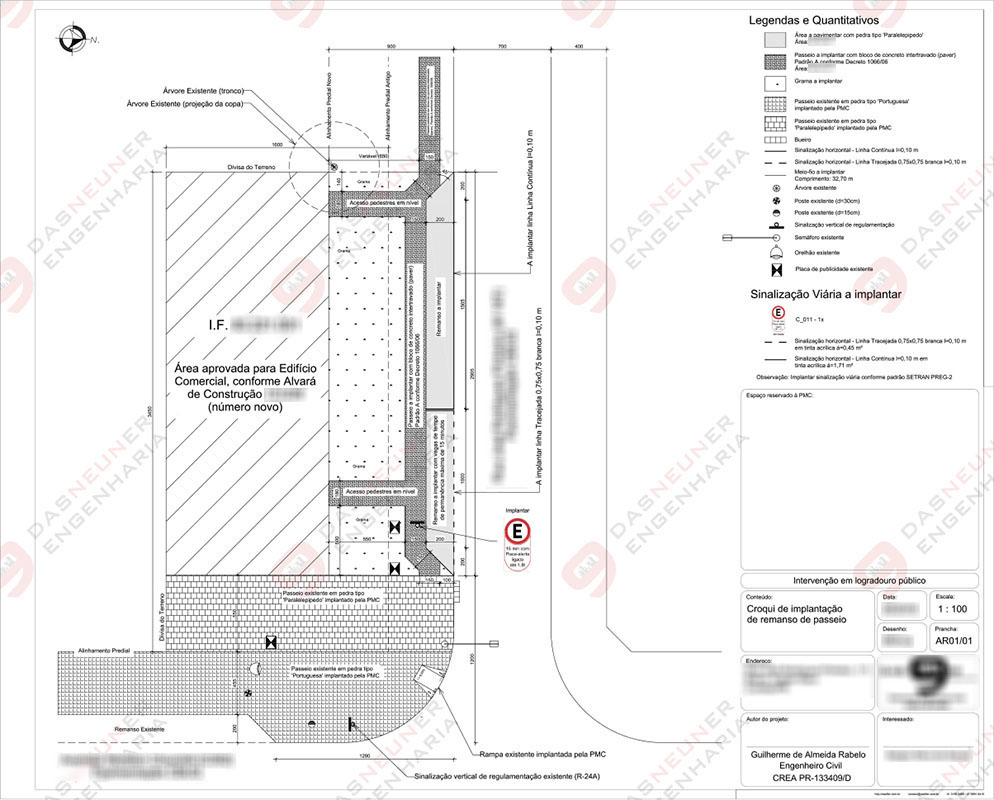 N.
900
700
400
Árvore Existente (tronco)
Árvore Existente (projeção da copa)
Alinhamento Predial Novo
Alinhamento Predial Antigo
1600
Divisa do Terreno
Grama
Acesso pedestres em nível
200
Grama
I.F.
Área aprovada para Edifício
Comercial, conforme Alvará
de Construção
(número novo)
3450
Passeio a implantar com bloco de concreto intertravado (paver)
Padrão A conforme Decreto 1066/06
Remanso a implantar
A implantar linha Linha Contínua l=0,10 m
A implantar linha Tracejada 0,75x0,75 branca l=0,10 m
Remanso a implantar com vagas de tempo
de permanência máxima de 15 minutos
2955
1000
Grama
Acesso pedestres em nível
Grama
550
200
200
Implantar
E
15 min com
Pisca-alerta
ligado
Passeio existente em pedra tipo
'Paralelepípedo' implantado pela PMC
Divisa do Terreno
Alinhamento Predial
Passeio existente em pedra tipo
'Portuguesa' implantado pela PMC
1200
200
Remanso Existente
1290
Rampa existente implantada pela PMC
Sinalização vertical de regulamentação existente (R-24A)
Legendas e Quantitativos
Área a pavimentar com pedra tipo 'Paralelepípedo'
Área:
Passeio a implantar com bloco de concreto intertravado (paver)
Padrão A conforme Decreto 1066/06
Área:
Grama a implantar
Passeio existente em pedra tipo 'Portuguesa'
implantado pela PMC
Passeio existente em pedra tipo
'Paralelepípedo' implantado pela PMC
Bueiro
Sinalização horizontal - Linha Contínua l=0,10 m
Sinalização horizontal - Linha Tracejada 0,75x0,75 branca l=0,10 m
Meio-fio a implantar
Comprimento: 32,70 m
Árvore existente
Poste existente (d=30cm)
Poste existente (d=15cm)
Sinalização vertical de regulamentação
Semáforo existente
Orelhão existente
Placa de publicidade existente
Sinalização Viária a implantar
E
C_011 - 1x
Sinalização horizontal - Linha Tracejada 0,75x0,75 branca l=0,10 m
em tinta acrílica á=0,45 m²
Sinalização horizontal - Linha Contínua l=0,10 m em
tinta acrílica á=1,71 m²
Observação: Implantar sinalização viária conforme padrão SETRAN PREG-2
Espaço reservado à PMC:
Intervenção em logradouro público
Conteúdo:
Croqui de implantação
de remanso de passeio
Data:
Escala:
1 : 100
Desenho:
Prancha:
AR01/01
Endereco:
9
Autor do projeto:
Interessado:
Guilherme de Almeida Rabelo
Engenheiro Civil
CREA PR-133409/D
DASNEUNER
ENGENHARIA